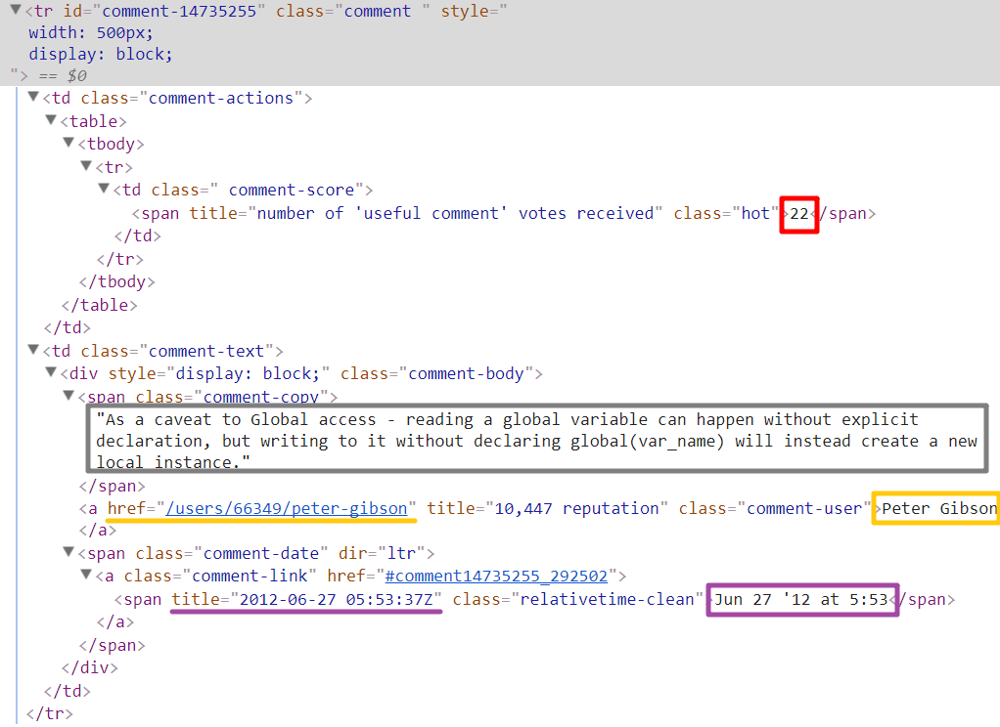 ▼<tr id="comment-14735255" class="comment " style="
width: 500px;
display: block;
"> == $0
▼<td class="comment-actions">
▼<table>
▼<tbody>
▼<tr>
▼<td class=" comment-score">
<span title="number of 'useful comment' votes received" class="hot">22</span>
</td>
</tr>
</tbody>
</table>
</td>
▼<td class="comment-text">
▼<div style="display: block;" class="comment-body">
▼<span class="comment-copy">
"As a caveat to Global access - reading a global variable can happen without explicit
declaration, but writing to it without declaring global(var_name) will instead create a new
local instance."
</span>
<a href="/users/66349/peter-gibson" title="10,447 reputation" class="comment-user">Peter Gibson
</a>
▼<span class="comment-date" dir="ltr">
▼<a class="comment-link" href="#comment14735255_292502">
<span title="2012-06-27 05:53:37Z" class="relativetime-clean">Jun 27 '12 at 5:53</span>
</a>
</span>
</div>
</td>
</tr>